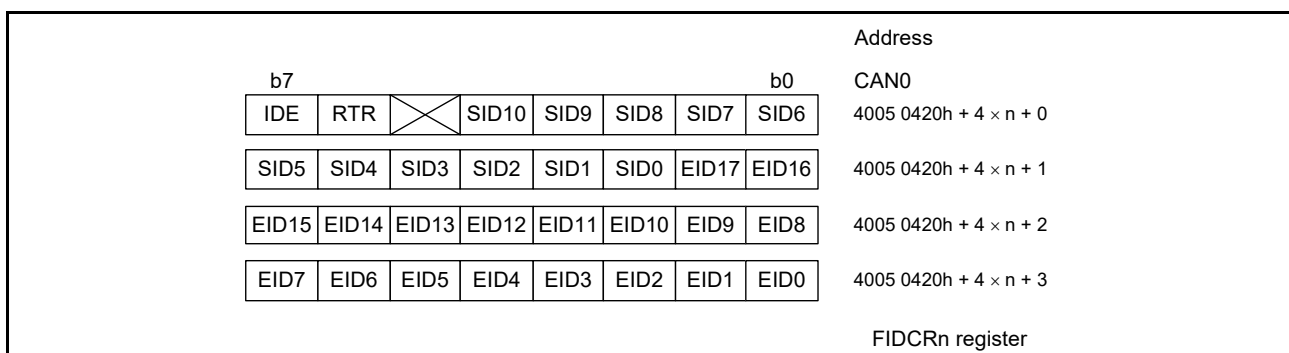 Address
b7 b0 CAN0
IDE RTR SID10 SID9 SID8 SID7 SID6 4005 0420h + 4 × n + 0
SID5 SID4 SID3 SID2 SID1 SID0 EID17 EID16 4005 0420h + 4 × n + 1
EID15 EID14 EID13 EID12 EID11 EID10 EID9 EID8 4005 0420h + 4 × n + 2
EID7 EID6 EID5 EID4 EID3 EID2 EID1 EID0 4005 0420h + 4 × n + 3
FIDCRn register